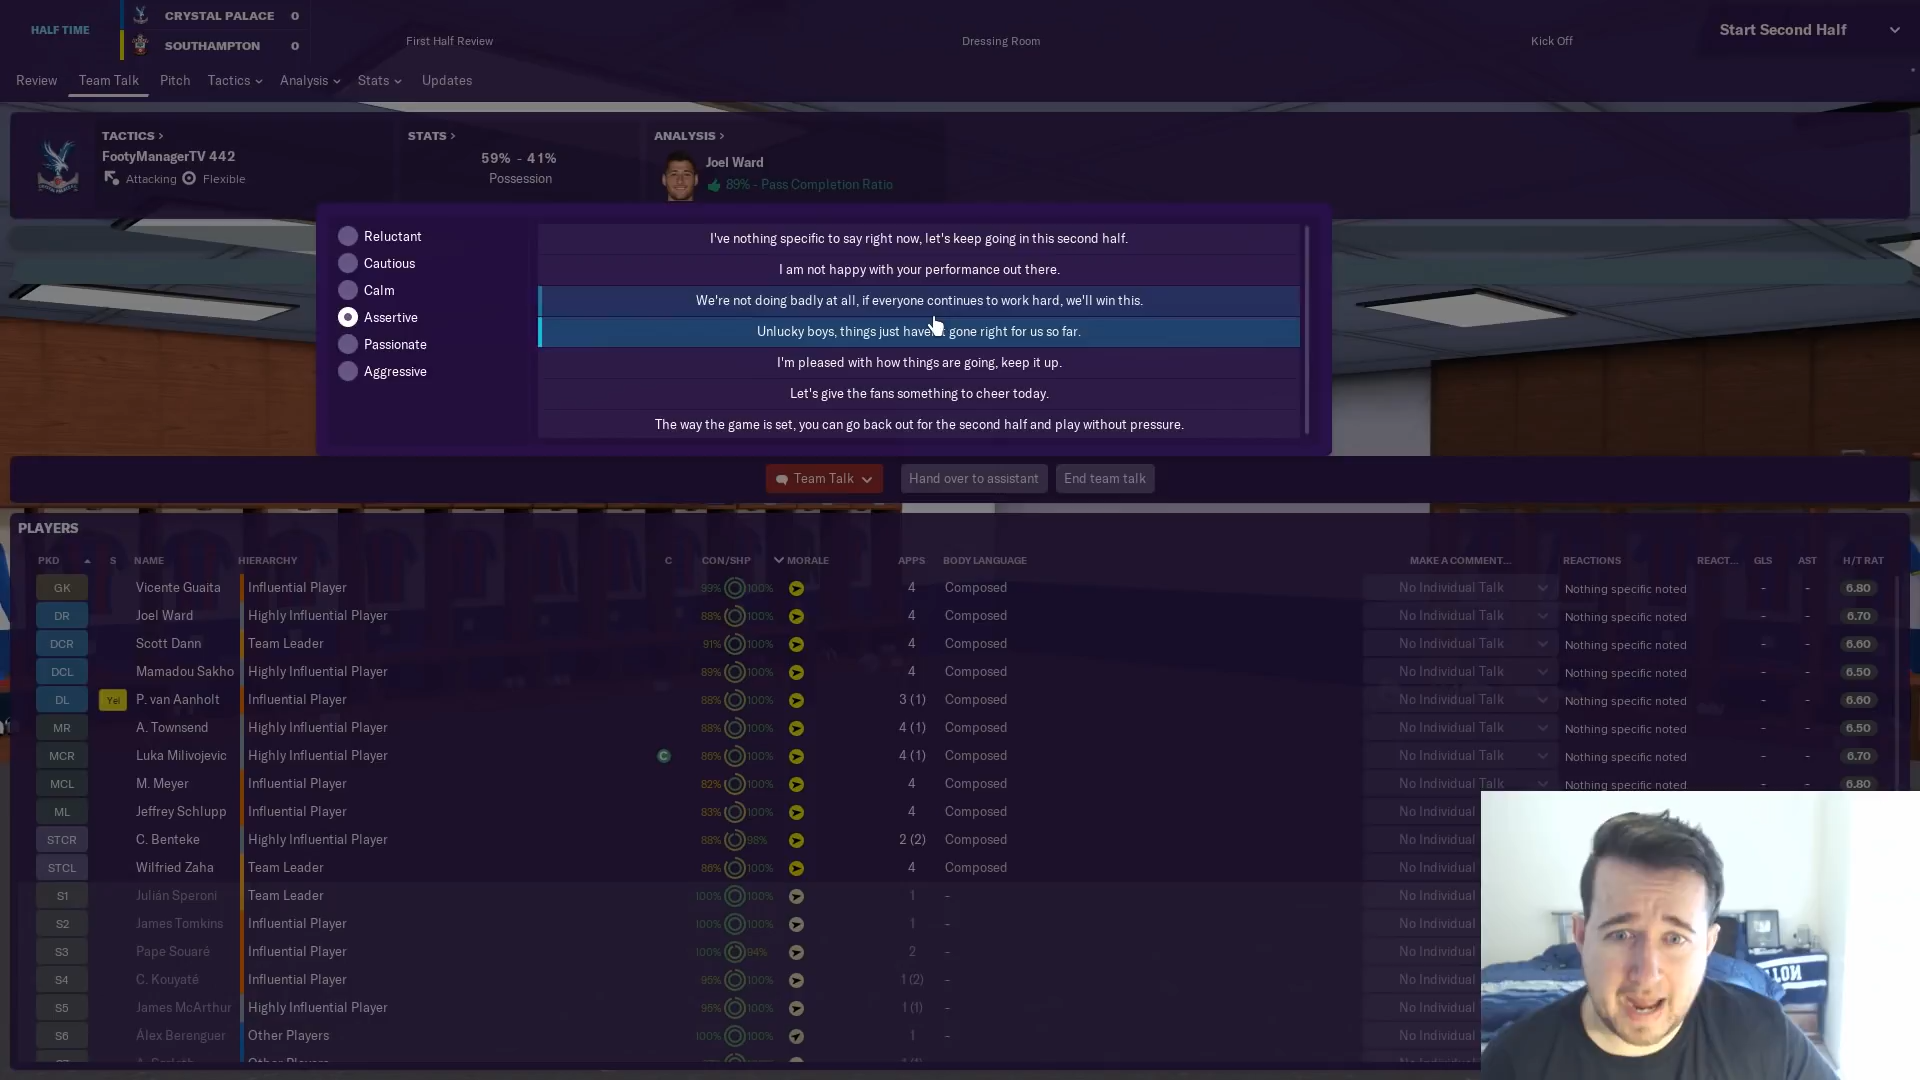 HALF TIME
CRYSTAL PALACE 0
SOUTHAMPTON 0
First Half Review
Dressing Room
Kick Off
Start Second Half
Review Team Talk Pitch Tactics Analysis Stats Updates
TACTICS >
FootyManagerTV 442
Attacking Flexible
STATS >
59% - 41%
Possession
ANALYSIS >
Joel Ward
89% - Pass Completion Ratio
Reluctant
Cautious
Calm
Assertive
Passionate
Aggressive
I've nothing specific to say right now, let's keep going in this second half.
I am not happy with your performance out there.
We're not doing badly at all, if everyone continues to work hard, we'll win this.
Unlucky boys, things just gone right for us so far.
I'm pleased with how things are going, keep it up.
Let's give the fans something to cheer today.
The way the game is set, you can go back out for the second half and play without pressure.
Team Talk Hand over to assistant End team talk
PLAYERS
PKD S NAME HIERARCHY C CON/SHP MORALE APPS BODY LANGUAGE MAKE A COMMENT... REACTIONS REACT... GLS AST H/T RAT
GK Vicente Guaita Influential Player 99% 100% 4 Composed No Individual Talk Nothing specific noted - - 6.80
DR Joel Ward Highly Influential Player 88% 100% 4 Composed No Individual Talk Nothing specific noted - - 6.70
DCR Scott Dann Team Leader 91% 100% 4 Composed No Individual Talk Nothing specific noted - - 6.60
DCL Mamadou Sakho Highly Influential Player 89% 100% 4 Composed No Individual Talk Nothing specific noted - - 6.50
DL Yel P. van Aanholt Influential Player 88% 100% 3 (1) Composed No Individual Talk Nothing specific noted - - 6.60
MR A. Townsend Highly Influential Player 88% 100% 4 (1) Composed No Individual Talk Nothing specific noted - - 6.50
MCR Luka Milivojevic Highly Influential Player C 86% 100% 4 (1) Composed No Individual Talk Nothing specific noted - - 6.70
MCL M. Meyer Influential Player 82% 100% 4 Composed No Individual Talk Nothing specific noted - - 6.80
ML Jeffrey Schlupp Influential Player 93% 100% 4 Composed No Individual
STCR C. Benteke Highly Influential Player 88% 98% 2 (2) Composed No Individual
STCL Wilfried Zaha Team Leader 86% 100% 4 Composed No Individual
S1 Julián Speroni Team Leader 100% 100% 1 - No Individual
S2 James Tomkins Influential Player 100% 100% 1 - No Individual
S3 Pape Souaré Influential Player 100% 94% 2 - No Individual
S4 C. Kouyaté Influential Player 95% 100% 1 (2) - No Individual
S5 James McArthur Highly Influential Player 95% 100% 1 (1) - No Individual
S6 Álex Berenguer Other Players 100% 100% 1 - No Individual